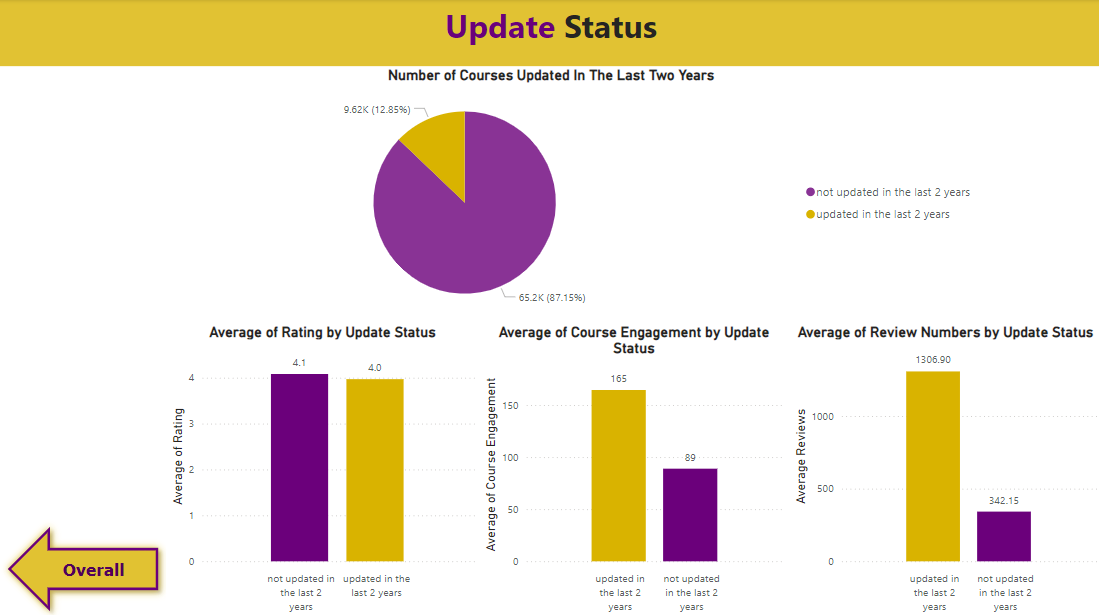 Update Status
Number of Courses Updated In The Last Two Years
9.62K (12.85%)
65.2K (87.15%)
not updated in the last 2 years
updated in the last 2 years
Average of Rating by Update Status
Average of Rating
4
3
2
1
0
4.1
4.0
not updated in
the last 2
years
updated in the
last 2 years
Average of Course Engagement by Update
Status
Average of Course Engagement
150
100
50
0
165
89
updated in
the last 2
years
not updated
in the last 2
years
Average of Review Numbers by Update Status
Average Reviews
1000
500
0
1306.90
342.15
updated in
the last 2
years
not updated
in the last 2
years
Overall